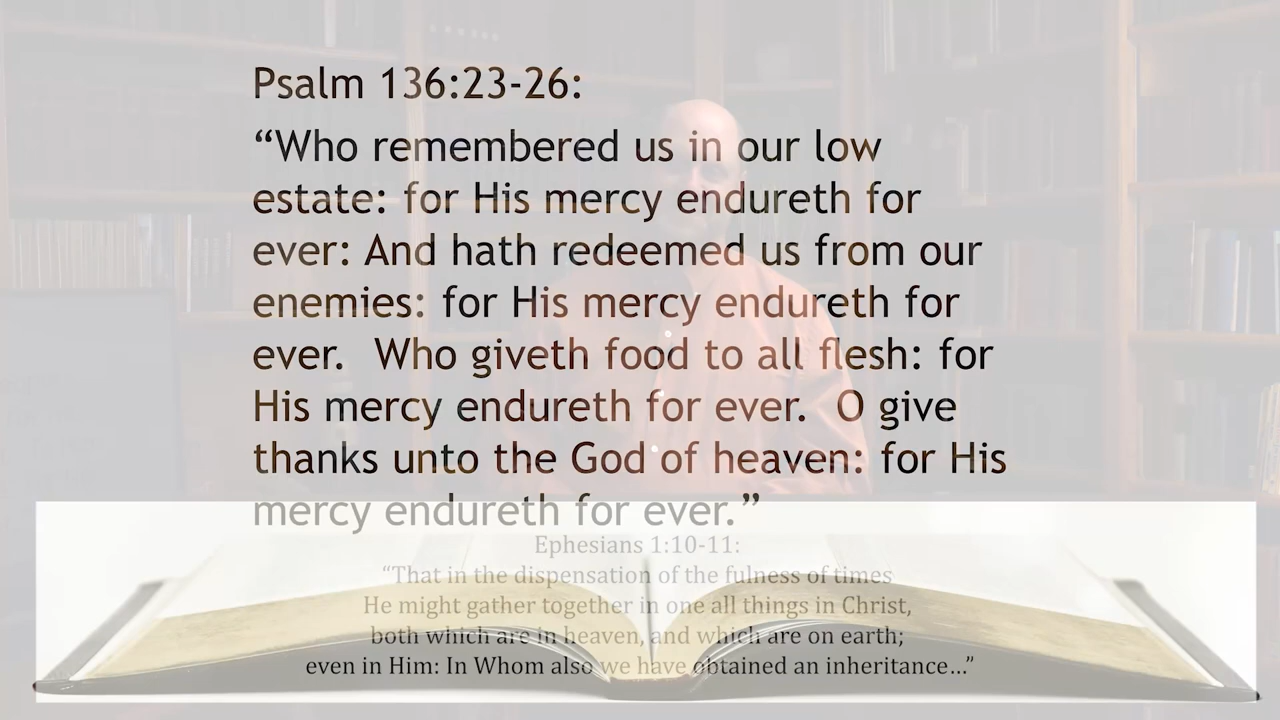 Psalm 136:23-26:
“Who remembered us in our low
estate: for His mercy endureth for
ever: And hath redeemed us from our
enemies: for His mercy endureth for
ever.  Who giveth food to all flesh: for
His mercy endureth for ever.  O give
thanks unto the God of heaven: for His
mercy endureth for ever.”
Ephesians 1:10-11:
“That in the dispensation of the fulness of times
He might gather together in one all things in Christ,
both which are in heaven, and which are on earth;
even in Him: In Whom also we have obtained an inheritance...”